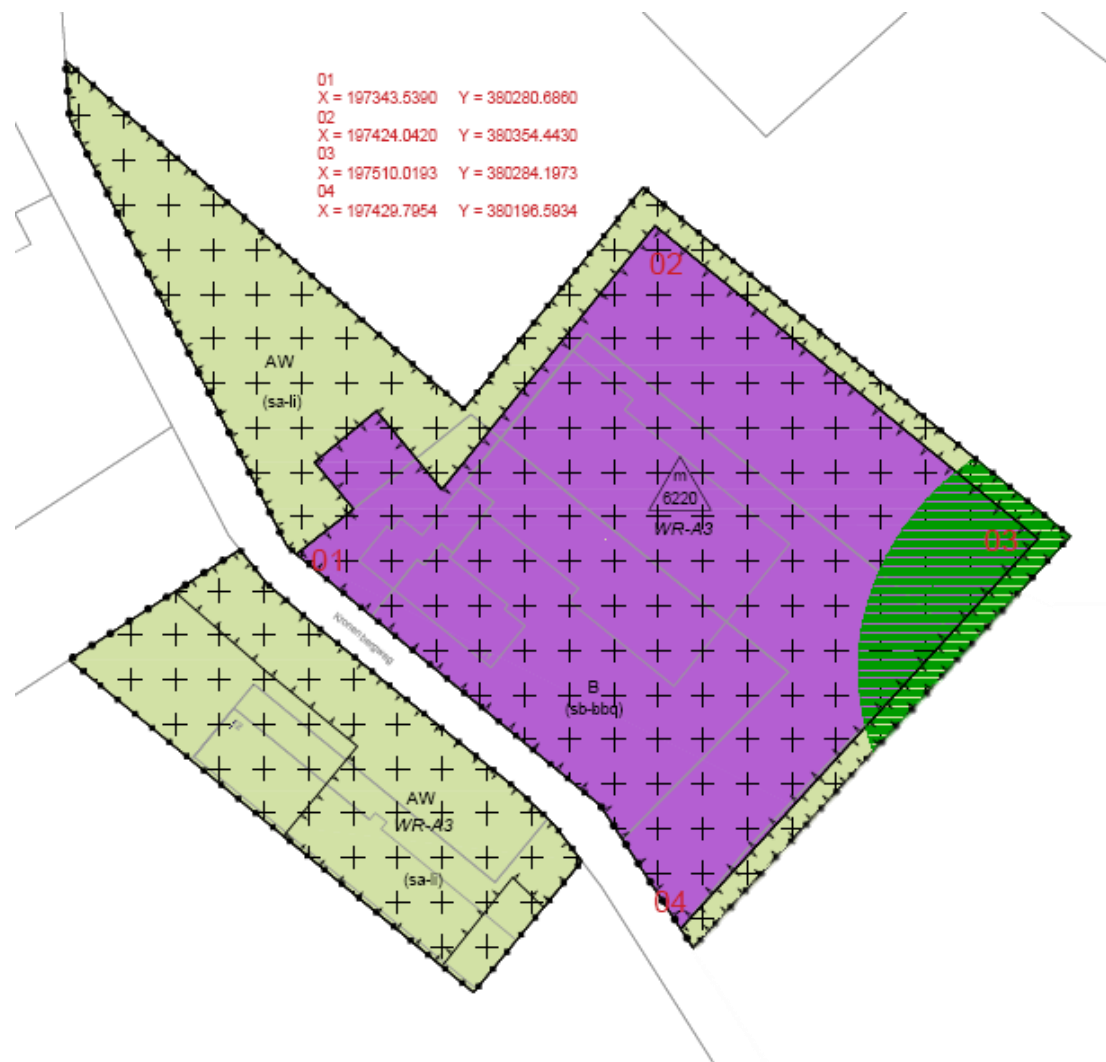 01
X = 197343.5390 Y = 380280.6860
02
X = 197424.0420 Y = 380354.4430
03
X = 197510.0193 Y = 380284.1973
04
X = 197429.7954 Y = 380196.5934
02
AW
(sa-li)
m
6220
WR-A3
03
01
Kronenbergweg
B
(sb-bbq)
AW
WR-A3
(sa-li)
04